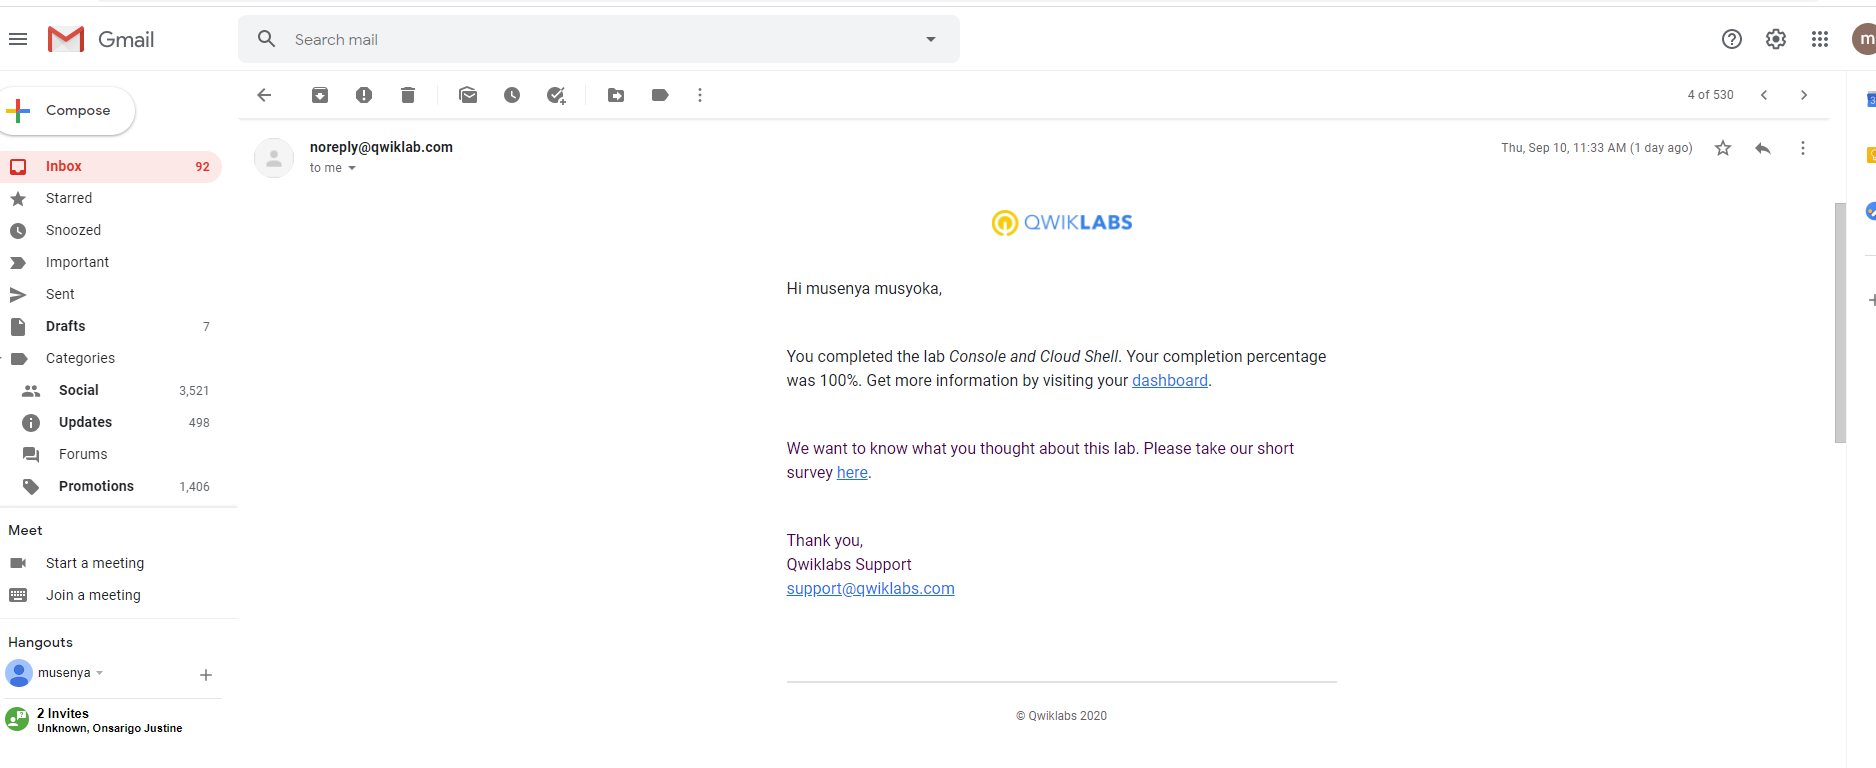 Gmail
Search mail
m
Compose
4 of 530
Inbox 92
Starred
Snoozed
Important
Sent
Drafts 7
Categories
Social 3,521
Updates 498
Forums
Promotions 1,406
Meet
Start a meeting
Join a meeting
Hangouts
musenya
2 Invites
Unknown, Onsarigo Justine
noreply@qwiklab.com
to me
Thu, Sep 10, 11:33 AM (1 day ago)
QWIKLABS
Hi musenya musyoka,
You completed the lab Console and Cloud Shell. Your completion percentage
was 100%. Get more information by visiting your dashboard.
We want to know what you thought about this lab. Please take our short
survey here.
Thank you,
Qwiklabs Support
support@qwiklabs.com
© Qwiklabs 2020